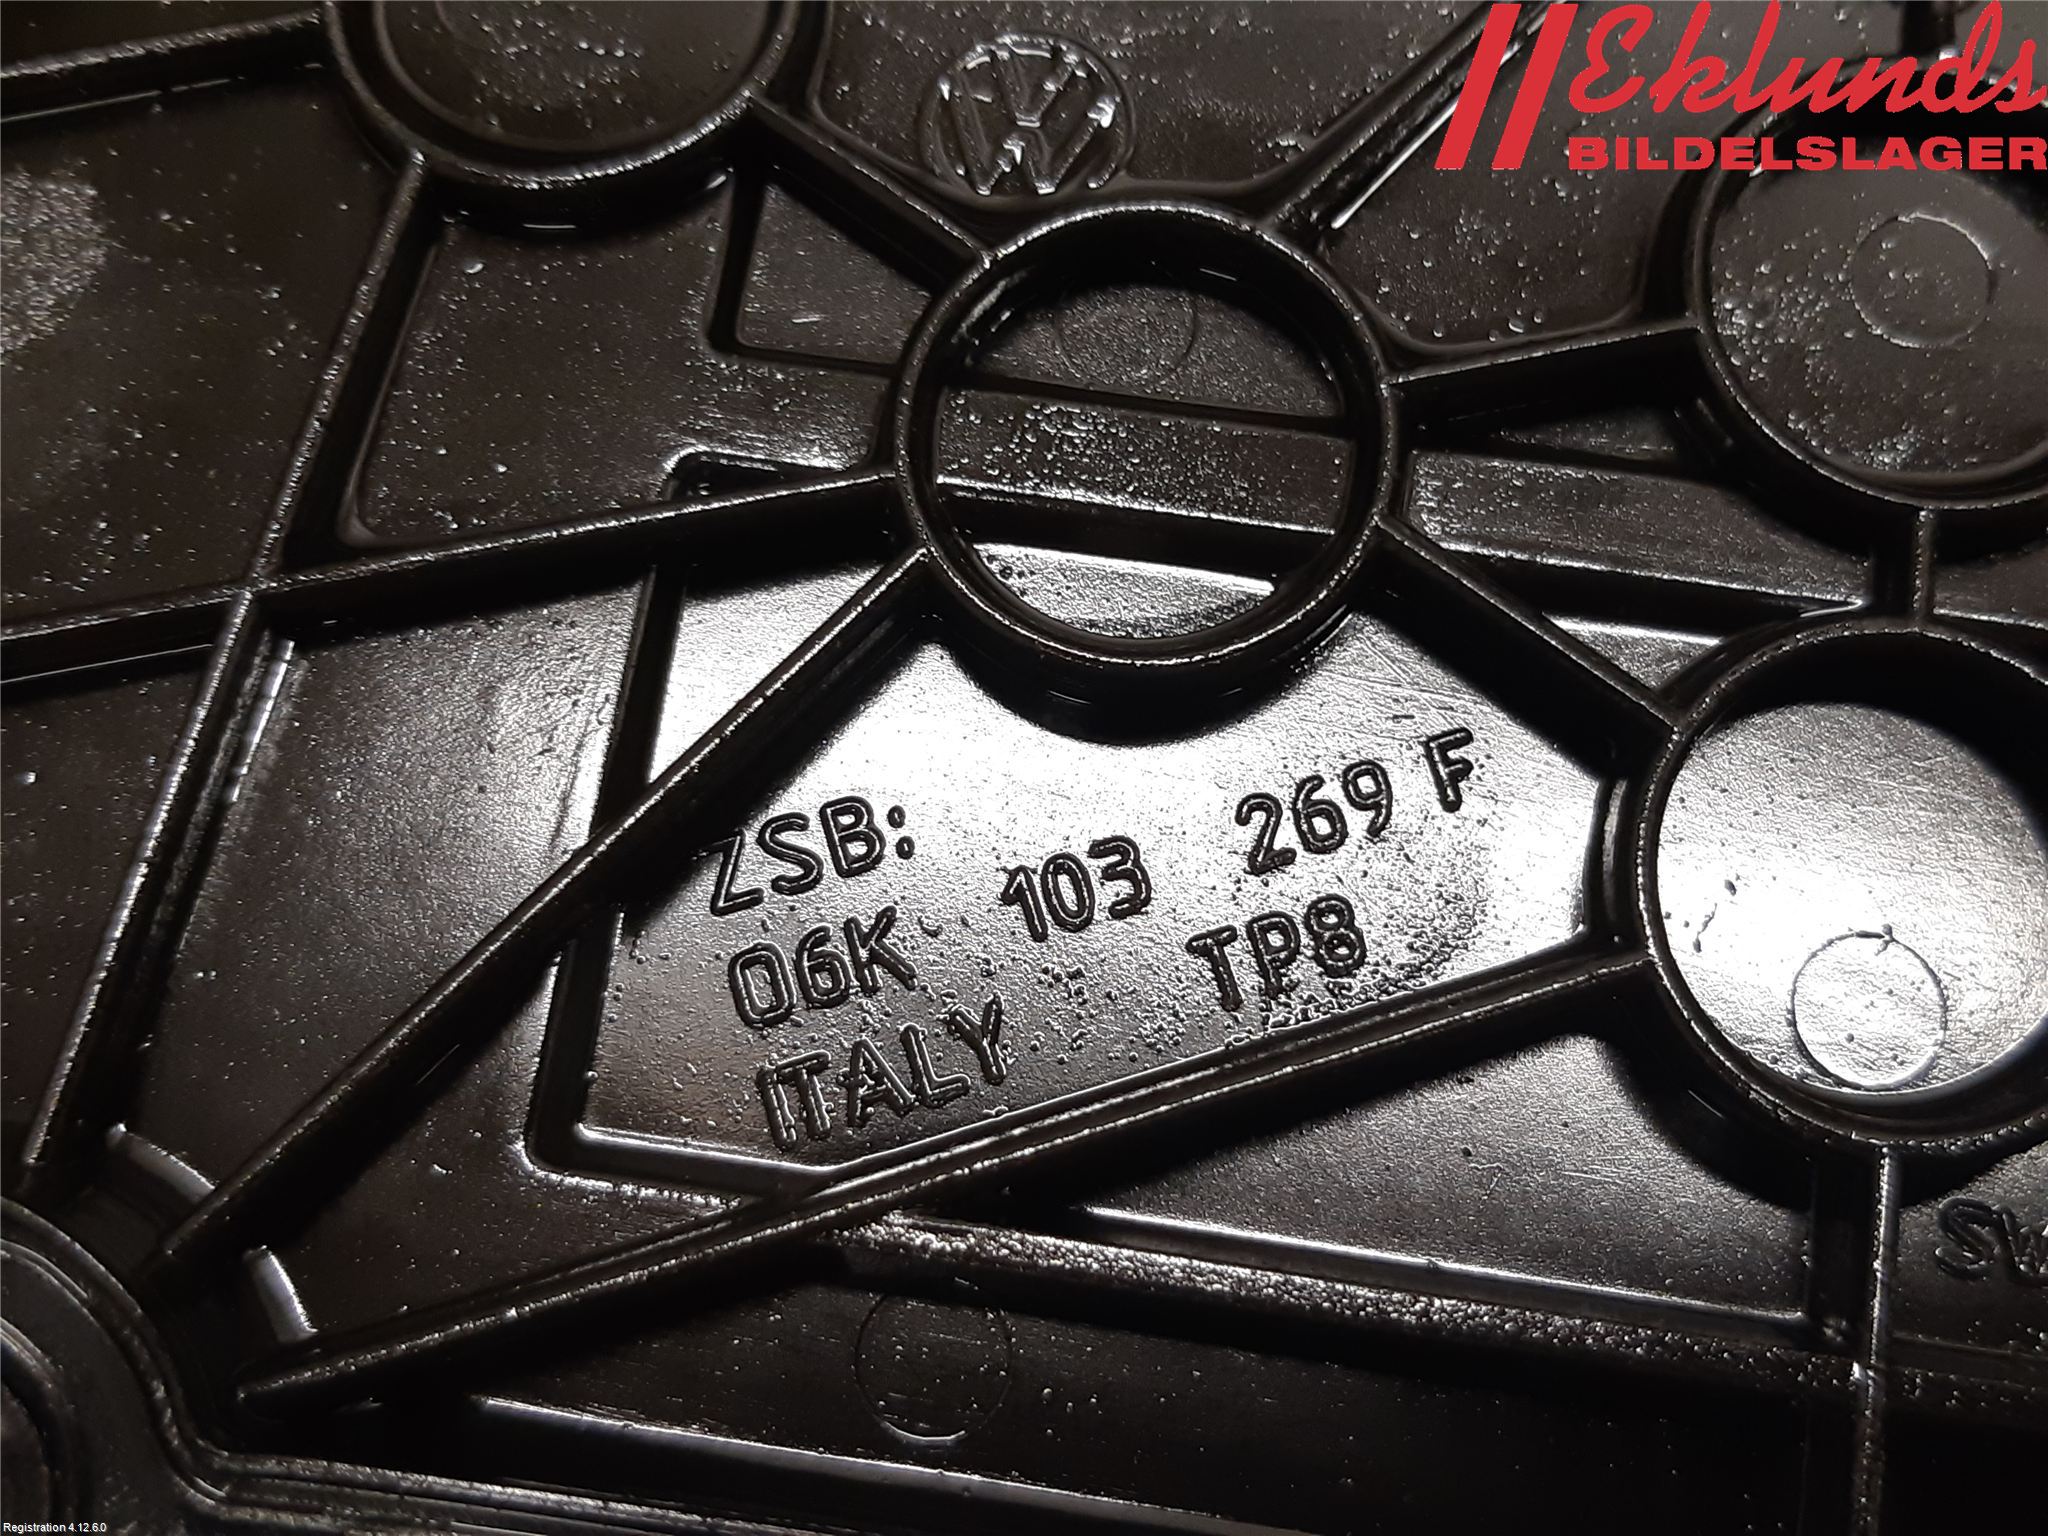 Eklunds
BILDELSLAGER
ZSB:
06K 103 269 F
ITALY TP8
Registration 4.12.6.0